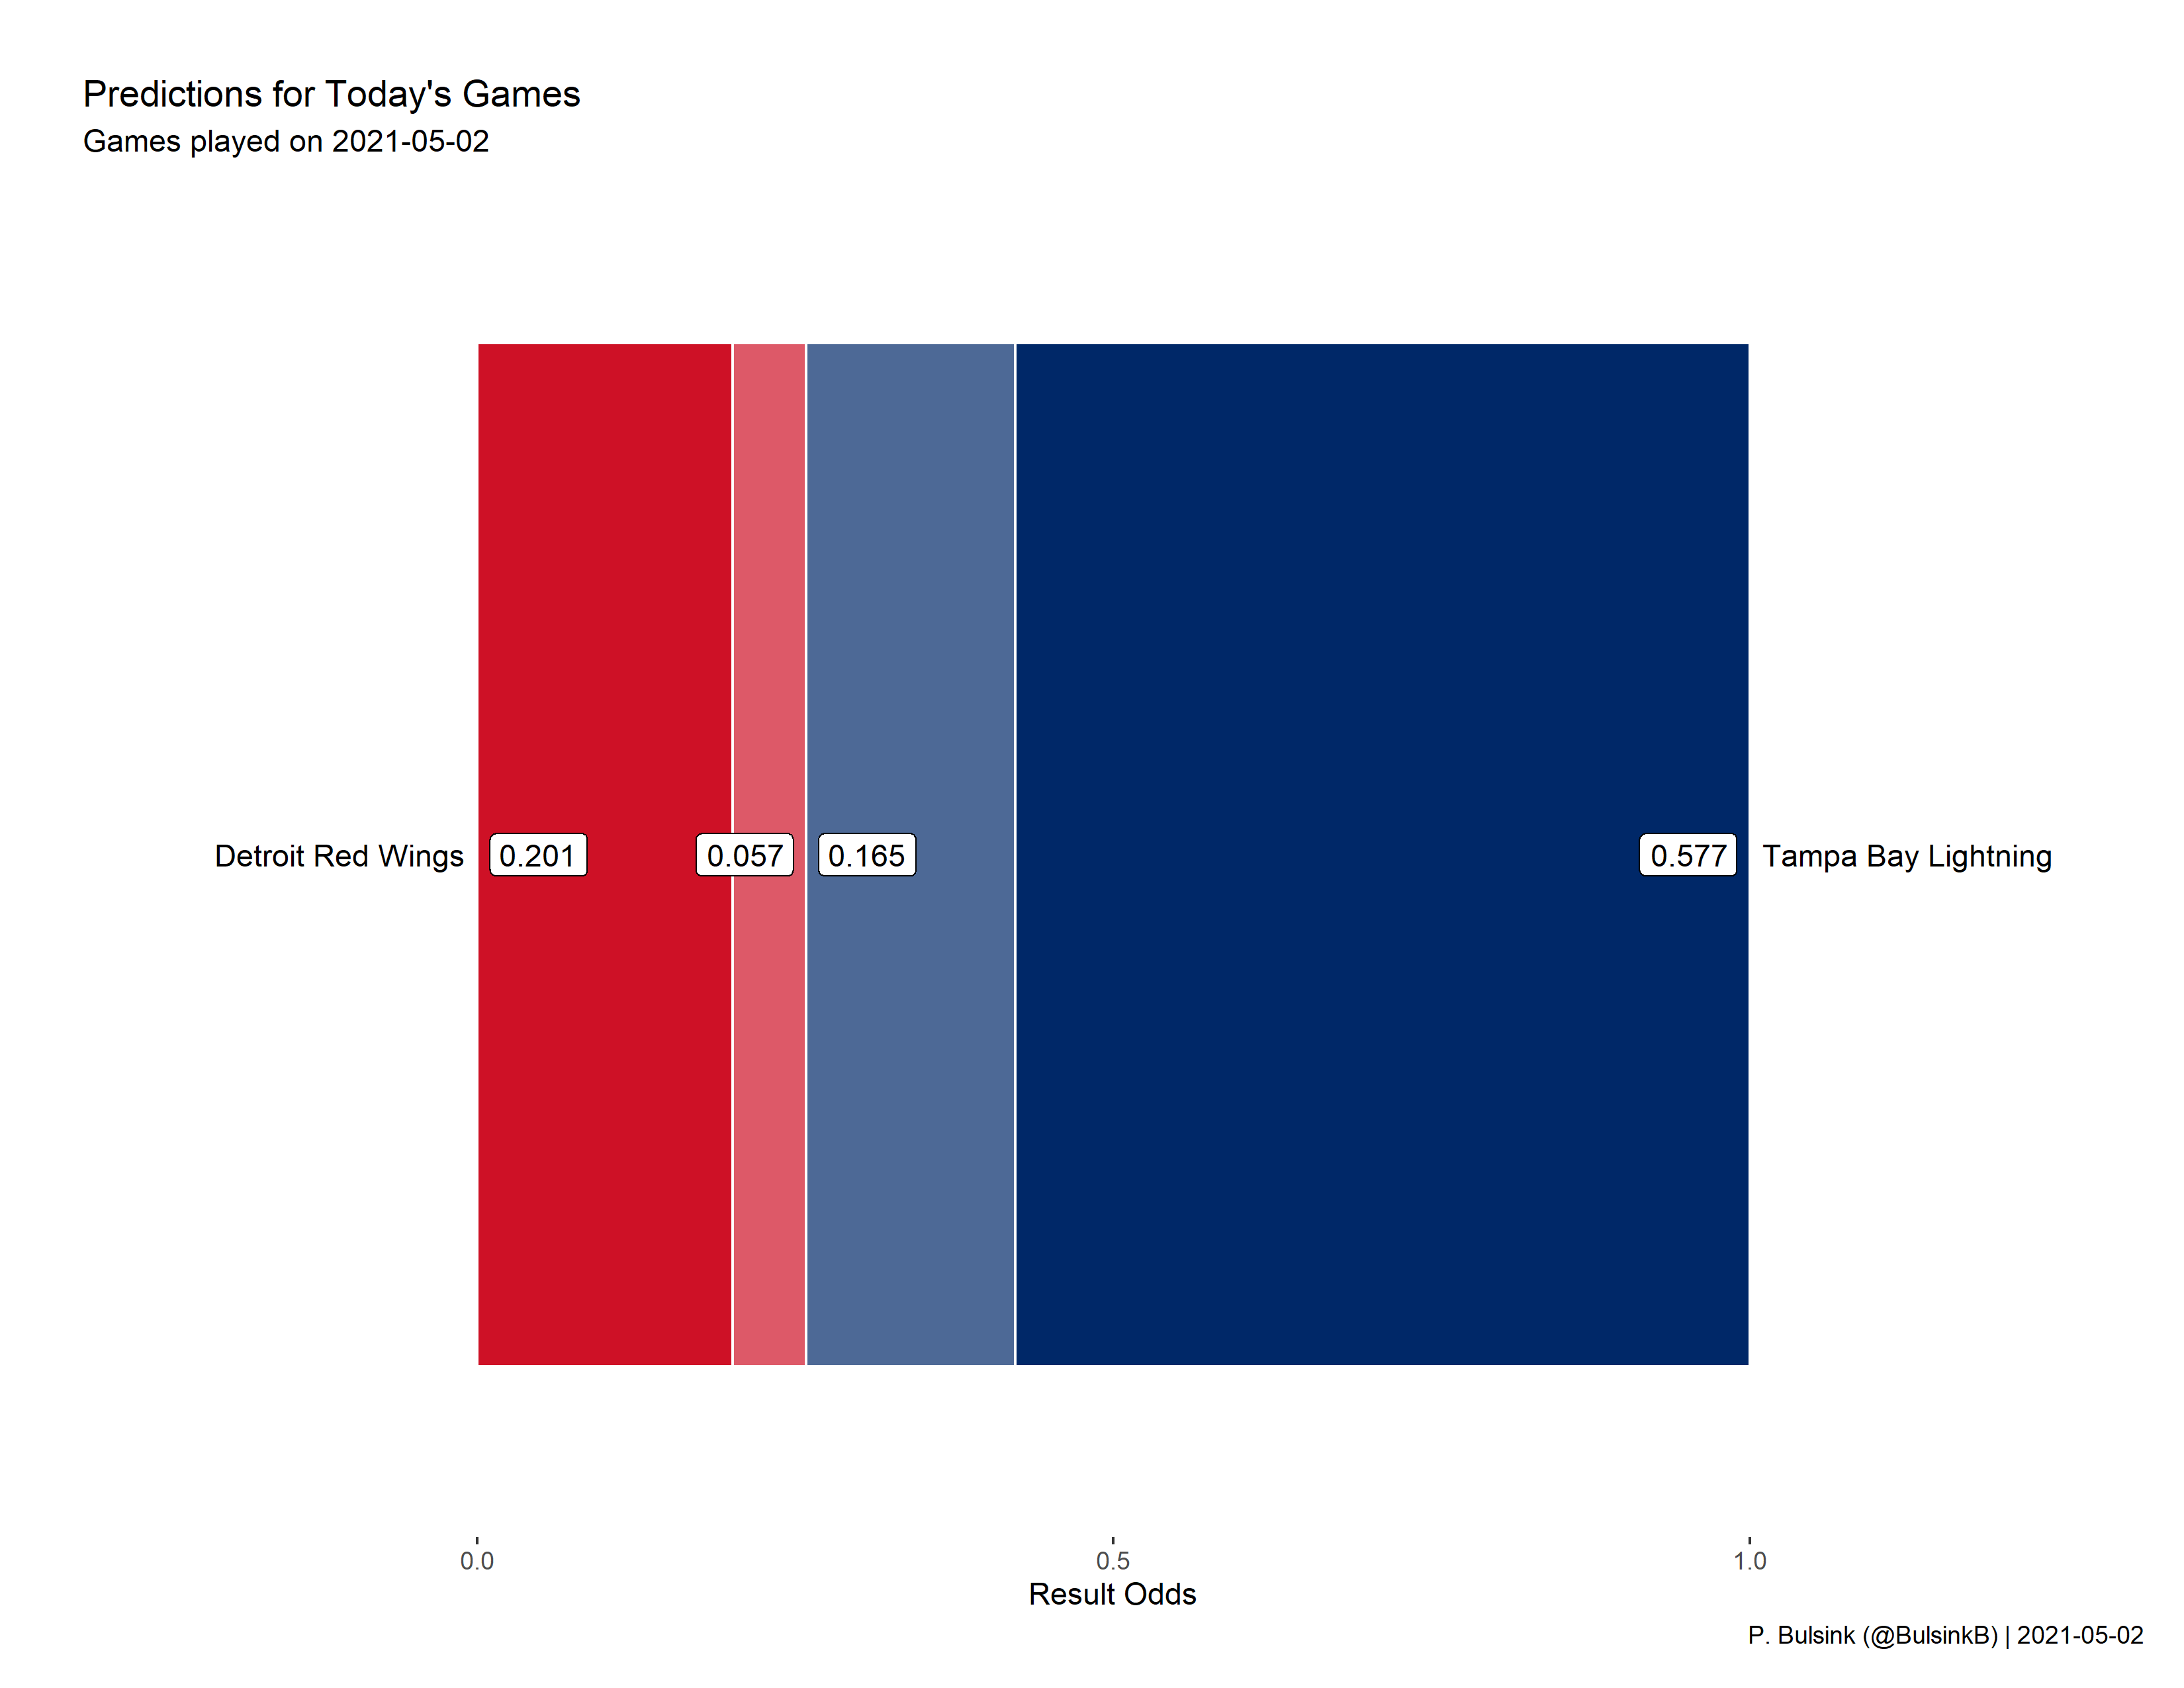 Predictions for Today's Games
Games played on 2021-05-02
Detroit Red Wings 0.201 0.057 0.165 0.577 Tampa Bay Lightning
0.0 0.5 1.0
Result Odds
P. Bulsink (@BulsinkB) | 2021-05-02